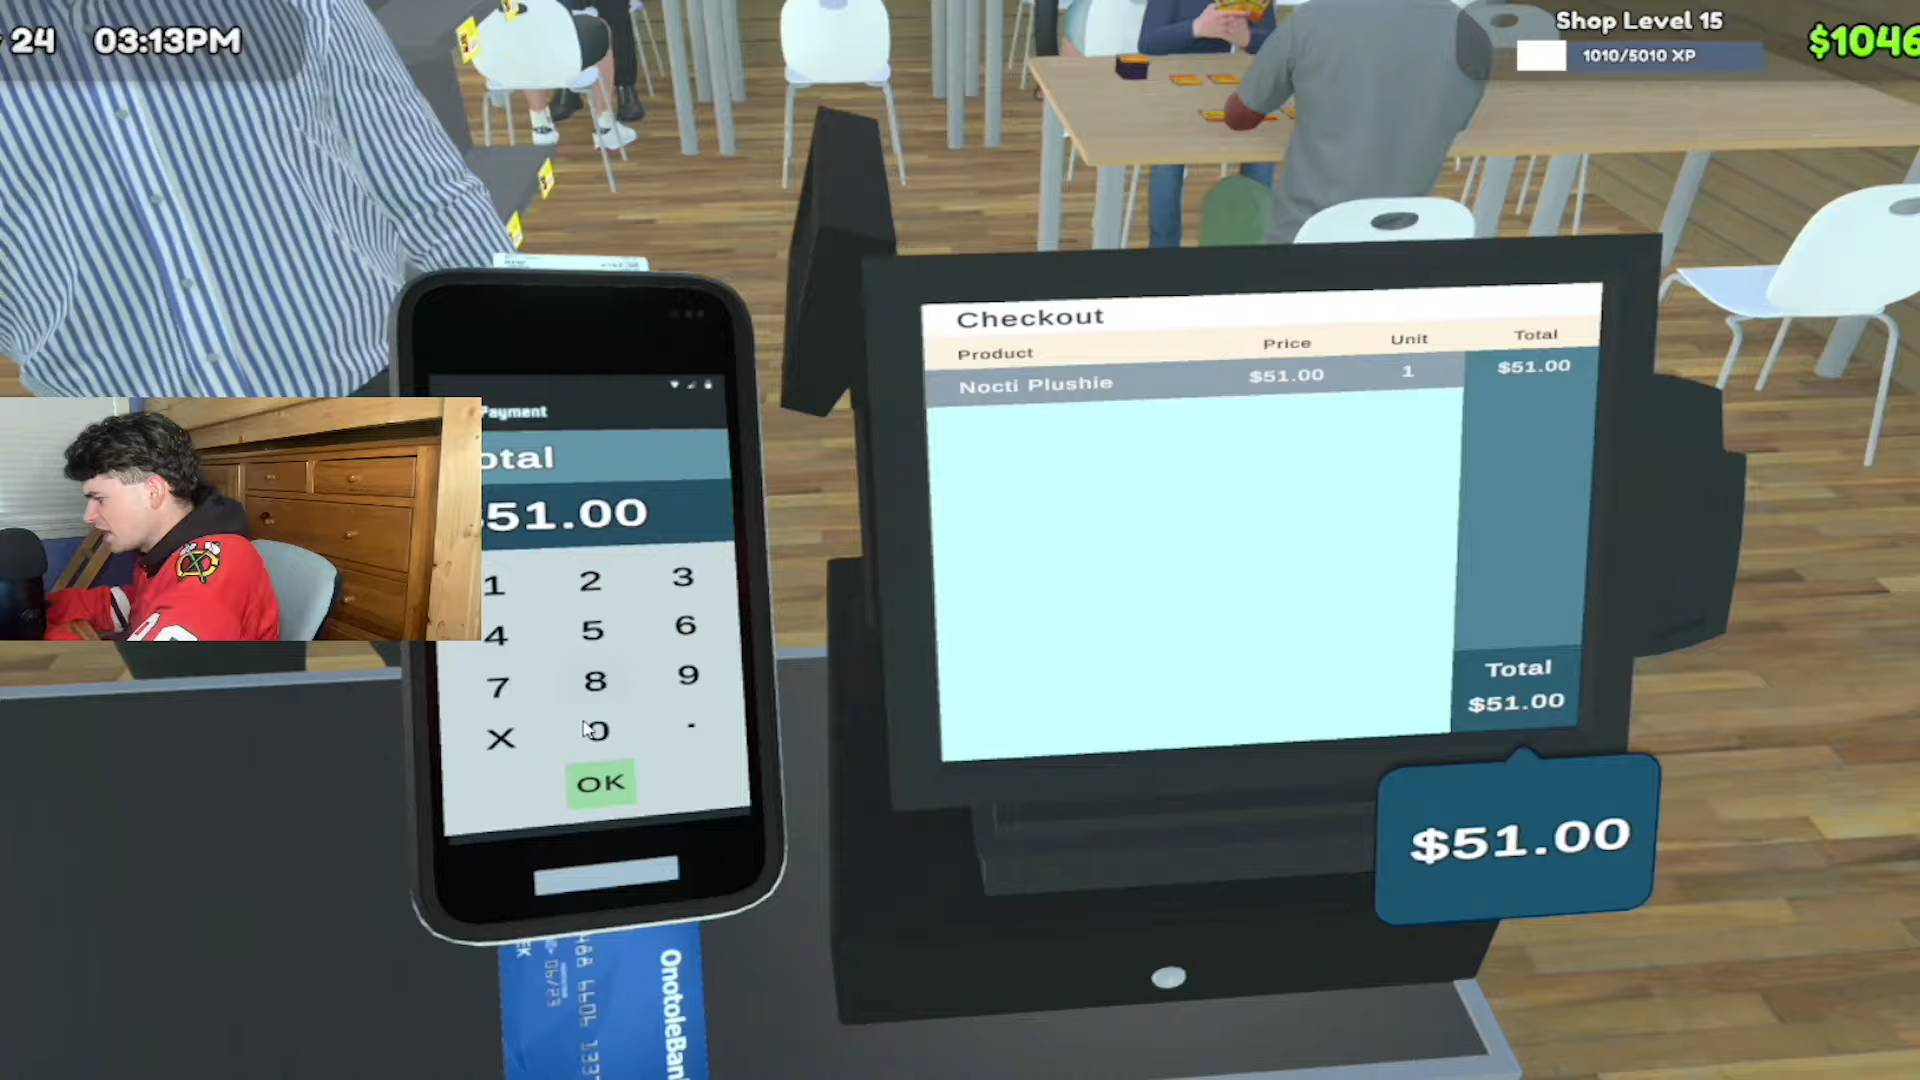 24 03:13PM
Shop Level 15
1010/5010 XP
$1046
Checkout
Product Price Unit Total
Nocti Plushie $51.00 1 $51.00
Total
$51.00
$51.00
Payment
otal
$51.00
1 2 3
4 5 6
7 8 9
X 0 .
OK
OnotoleBan
06/23